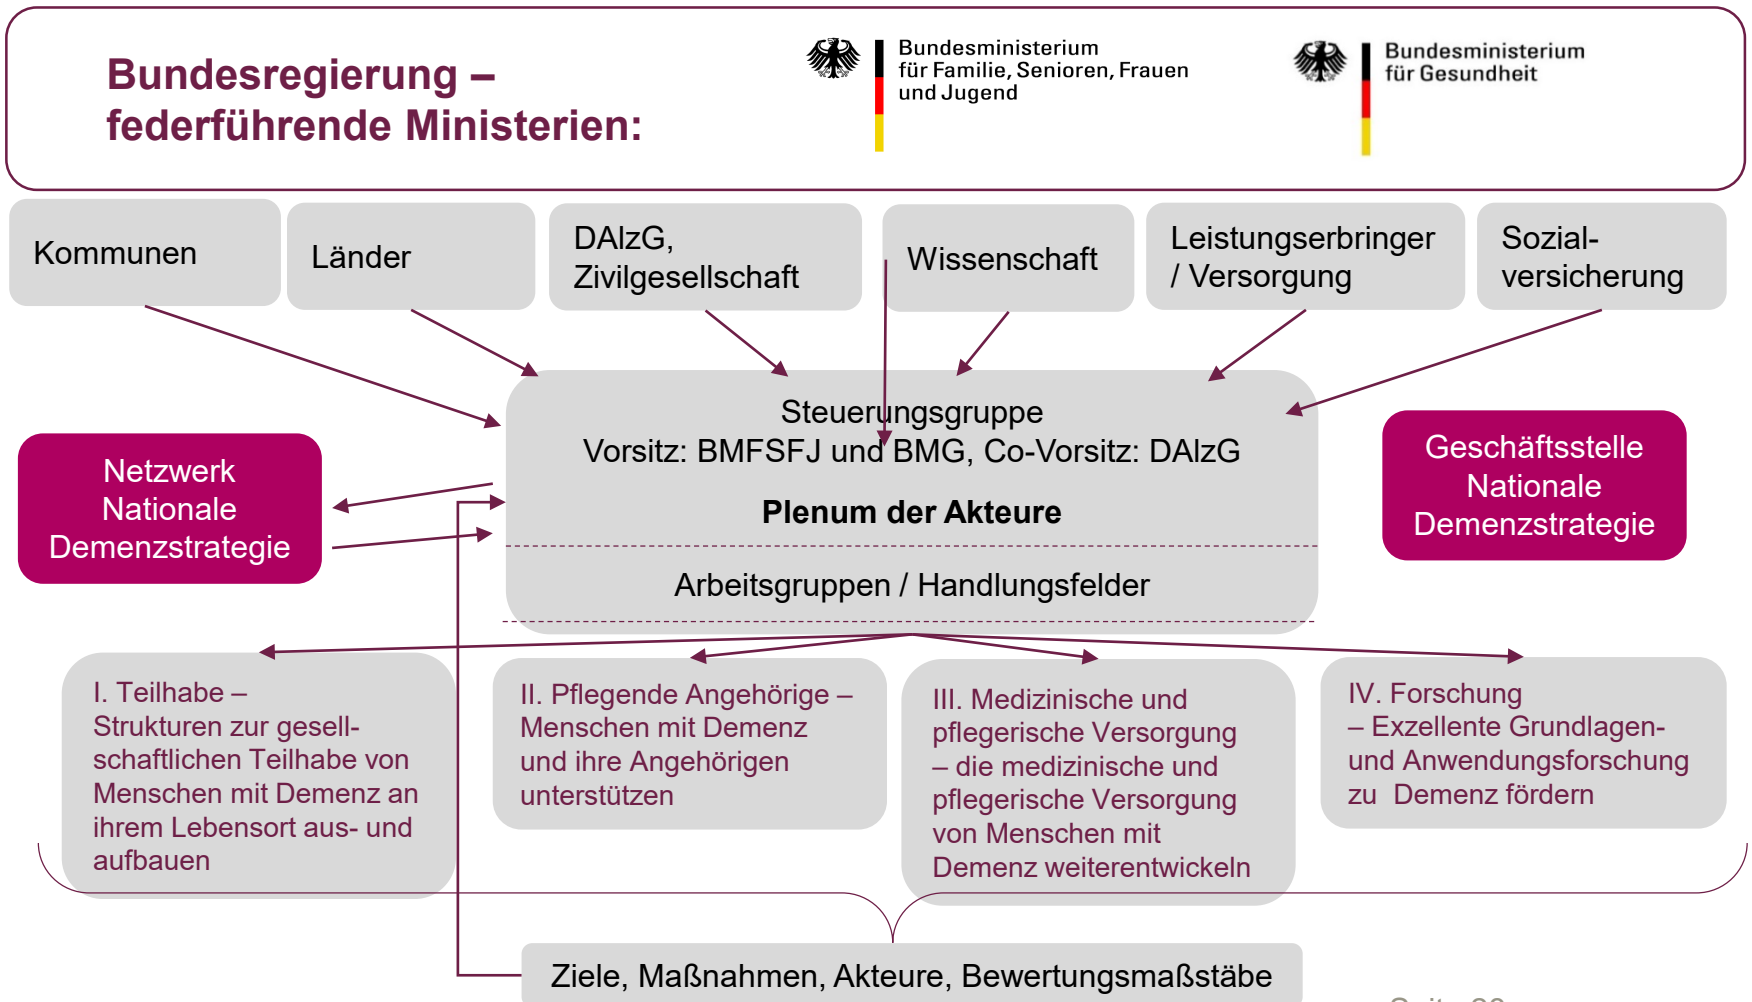 Bundesregierung –
federführende Ministerien:
Bundesministerium
für Familie, Senioren, Frauen
und Jugend
Bundesministerium
für Gesundheit
Kommunen
Länder
DAlzG,
Zivilgesellschaft
Wissenschaft
Leistungserbringer
/ Versorgung
Sozial-
versicherung
Steuerungsgruppe
Vorsitz: BMFSFJ und BMG, Co-Vorsitz: DAlzG
Plenum der Akteure
Arbeitsgruppen / Handlungsfelder
Netzwerk
Nationale
Demenzstrategie
Geschäftsstelle
Nationale
Demenzstrategie
I. Teilhabe –
Strukturen zur gesell-
schaftlichen Teilhabe von
Menschen mit Demenz an
ihrem Lebensort aus- und
aufbauen
II. Pflegende Angehörige –
Menschen mit Demenz
und ihre Angehörigen
unterstützen
III. Medizinische und
pflegerische Versorgung
– die medizinische und
pflegerische Versorgung
von Menschen mit
Demenz weiterentwickeln
IV. Forschung
– Exzellente Grundlagen-
und Anwendungsforschung
zu Demenz fördern
Ziele, Maßnahmen, Akteure, Bewertungsmaßstäbe